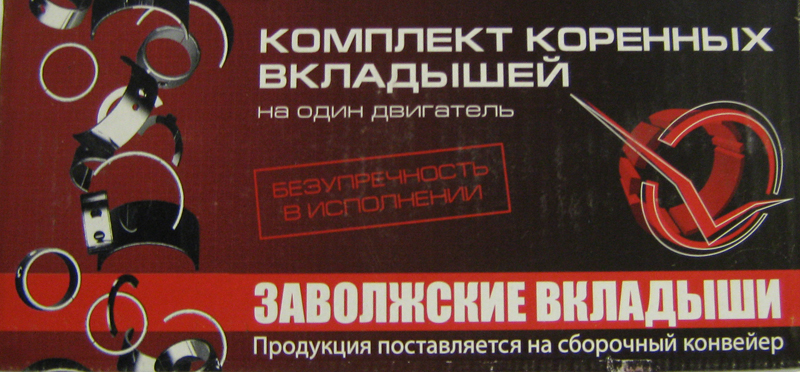 КОМПЛЕКТ КОРЕННЫХ
ВКЛАДЫШЕЙ
на один двигатель
БЕЗУПРЕЧНОСТЬ
В ИСПОЛНЕНИИ
ЗАВОЛЖСКИЕ ВКЛАДЫШИ
Продукция поставляется на сборочный конвейер